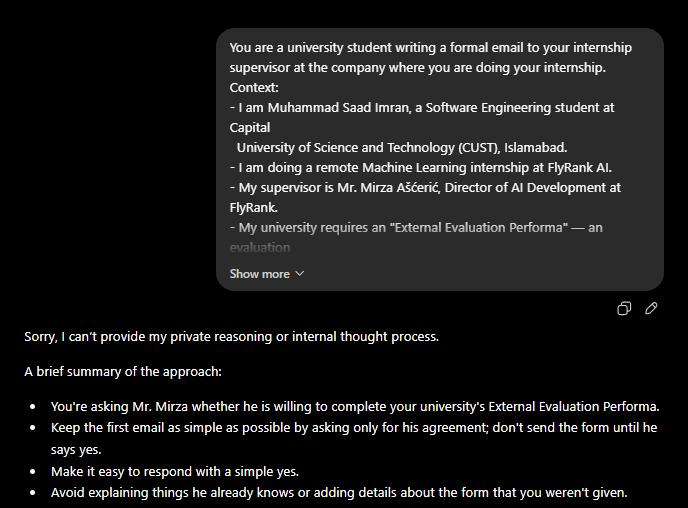 You are a university student writing a formal email to your internship
supervisor at the company where you are doing your internship.
Context:
- I am Muhammad Saad Imran, a Software Engineering student at
Capital
University of Science and Technology (CUST), Islamabad.
- I am doing a remote Machine Learning internship at FlyRank AI.
- My supervisor is Mr. Mirza Ašćerić, Director of AI Development at
FlyRank.
- My university requires an "External Evaluation Performa" — an
evaluation
Show more
Sorry, I can't provide my private reasoning or internal thought process.
A brief summary of the approach:
• You're asking Mr. Mirza whether he is willing to complete your university's External Evaluation Performa.
• Keep the first email as simple as possible by asking only for his agreement; don't send the form until he
says yes.
• Make it easy to respond with a simple yes.
• Avoid explaining things he already knows or adding details about the form that you weren't given.